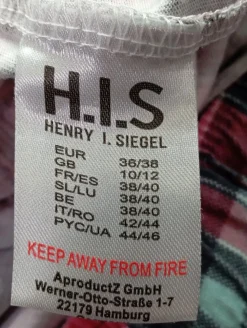 H.I.S
HENRY I. SIEGEL
EUR 36/38
GB 10/12
FR/ES 38/40
SL/LU 38/40
BE 38/40
IT/RO 42/44
PYC/UA 44/46
KEEP AWAY FROM FIRE
AproductZ GmbH
Werner-Otto-Straße 1-7
22179 Hamburg